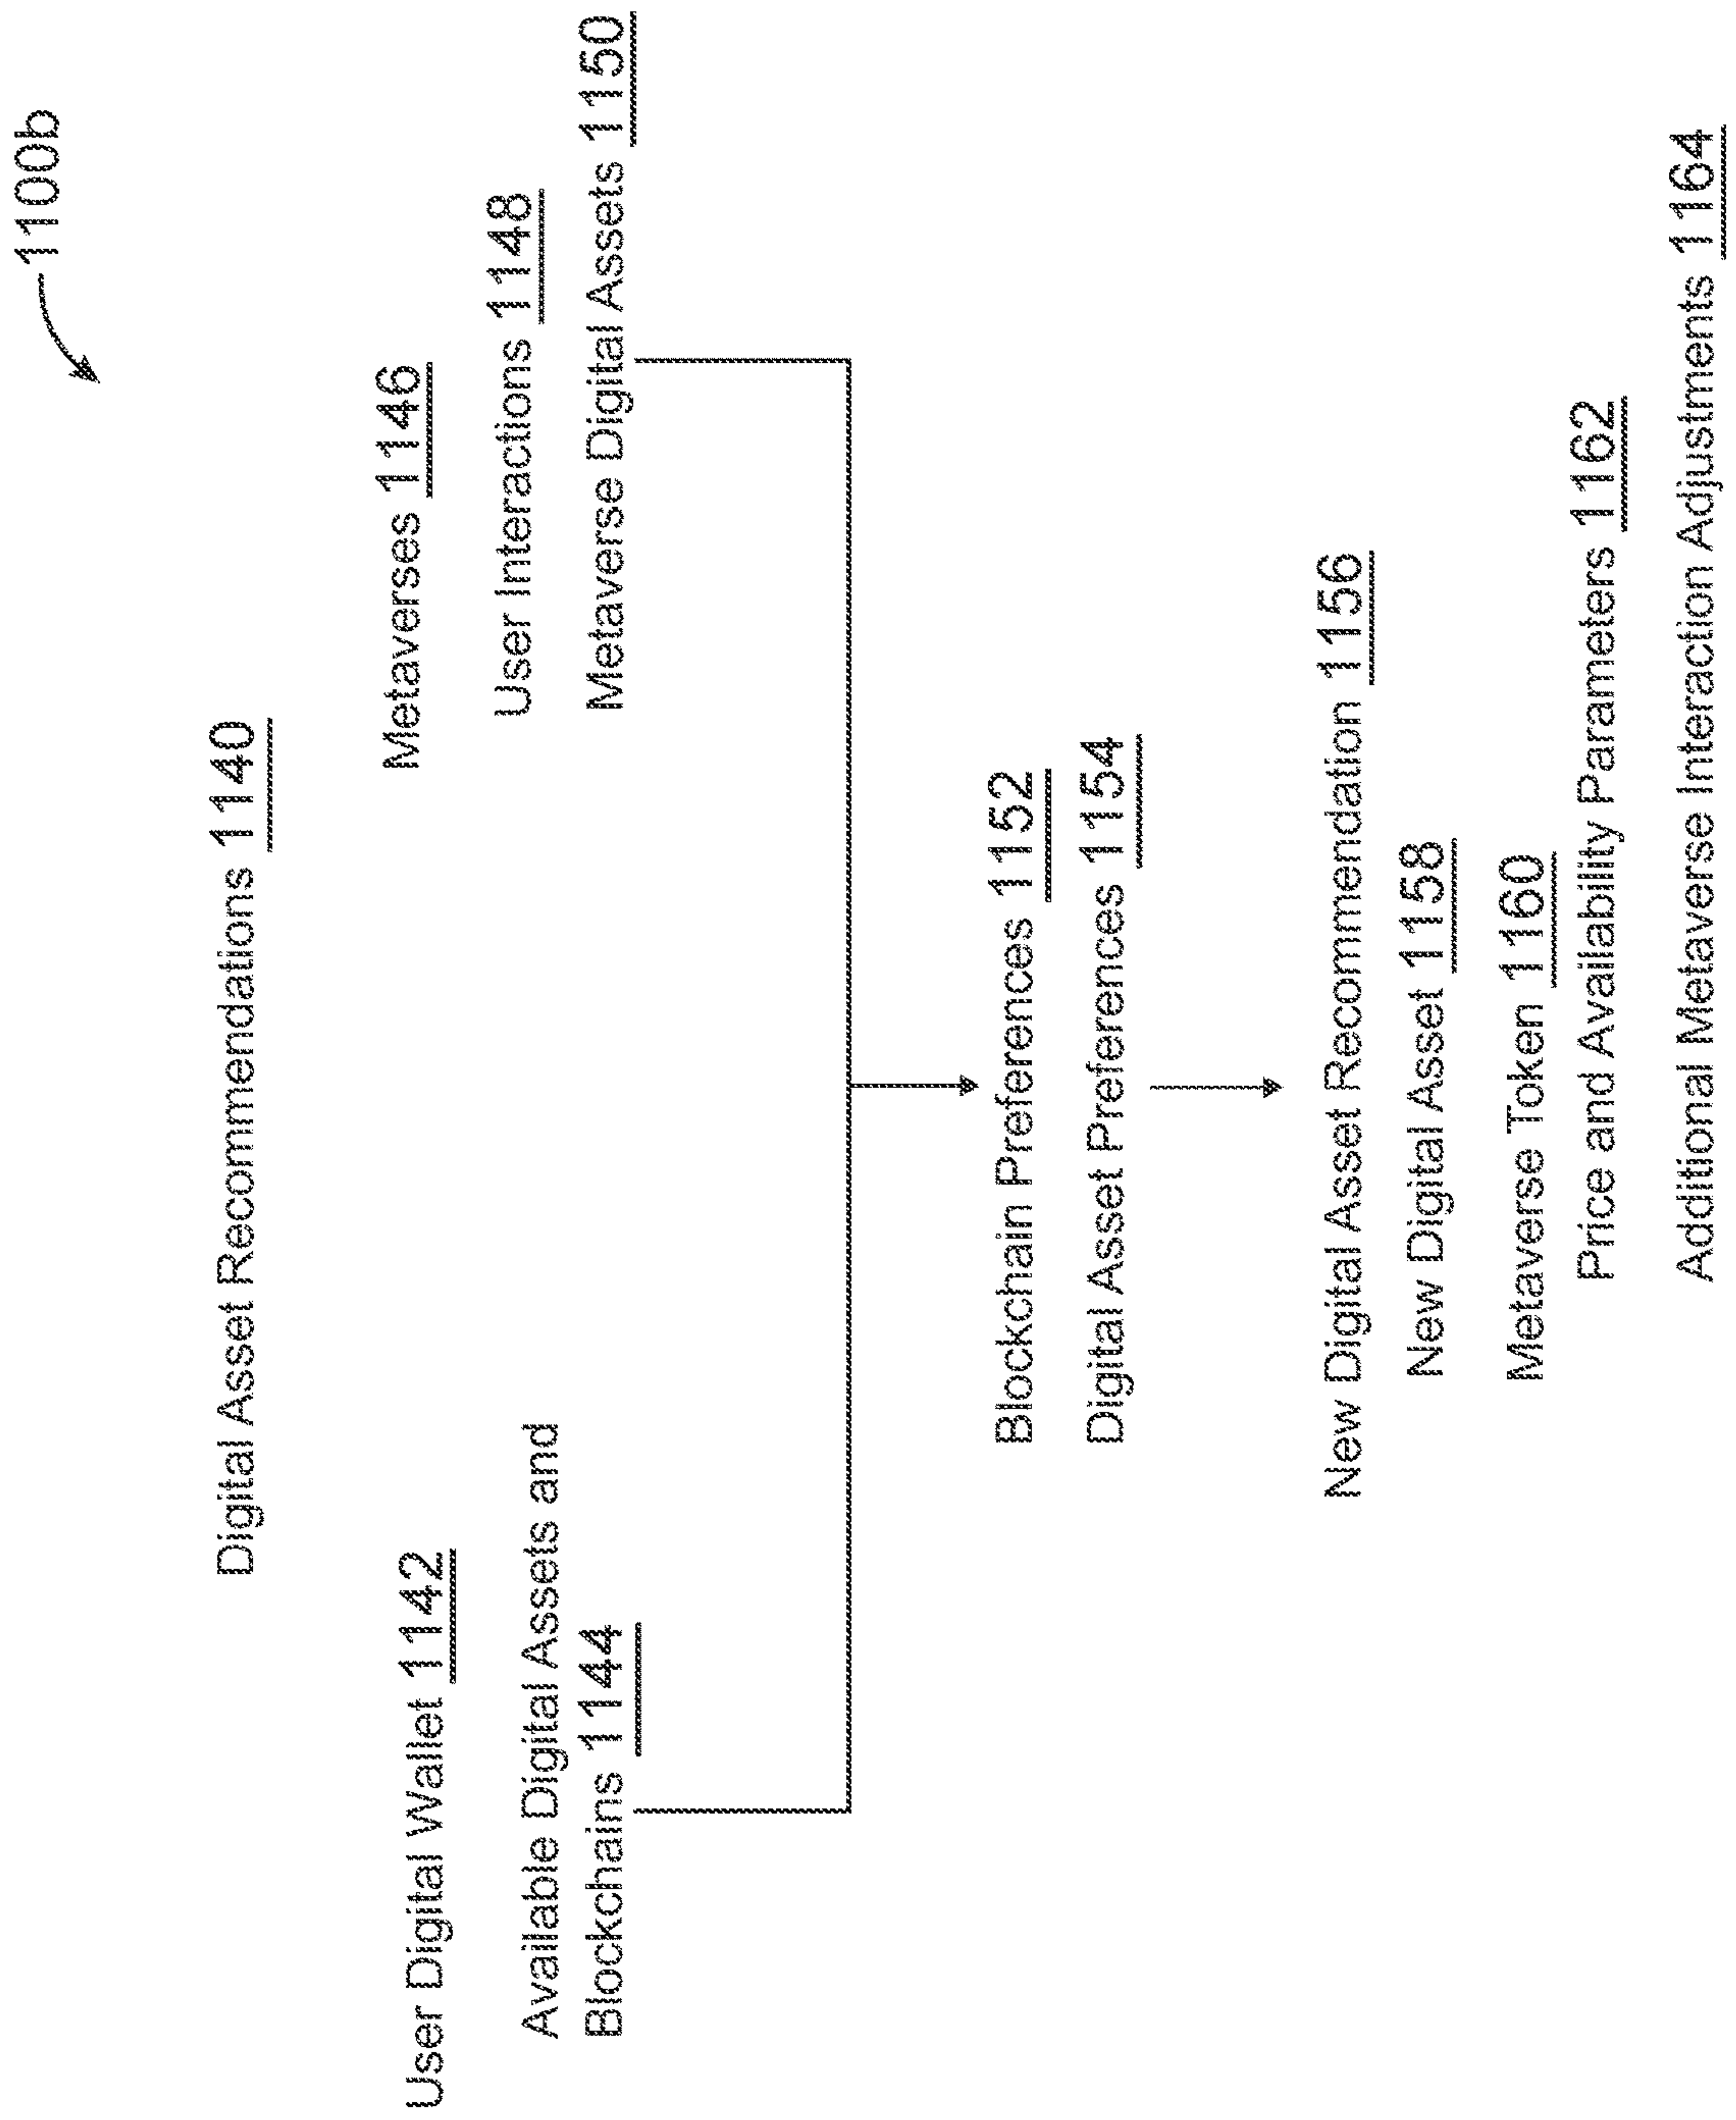 1100b
Digital Asset Recommendations 1140
User Digital Wallet 1142
Available Digital Assets and
Blockchains 1144
Metaverses 1146
User Interactions 1148
Metaverse Digital Assets 1150
Blockchain Preferences 1152
Digital Asset Preferences 1154
New Digital Asset Recommendation 1156
New Digital Asset 1158
Metaverse Token 1160
Price and Availability Parameters 1162
Additional Metaverse Interaction Adjustments 1164